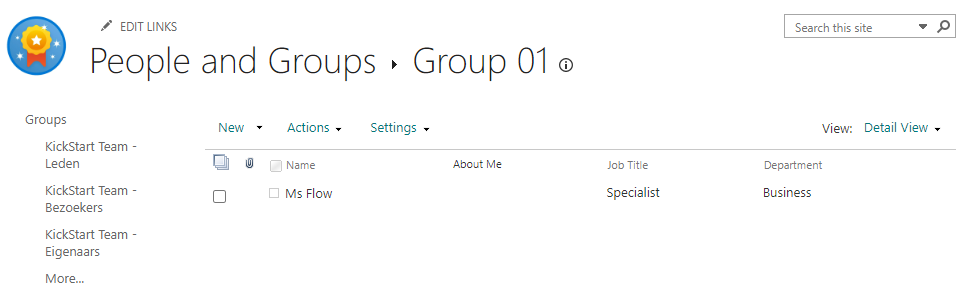 EDIT LINKS
Search this site
People and Groups ▸ Group 01
Groups
KickStart Team -
Leden
KickStart Team -
Bezoekers
KickStart Team -
Eigenaars
More...
New Actions Settings View: Detail View
Name About Me Job Title Department
Ms Flow Specialist Business